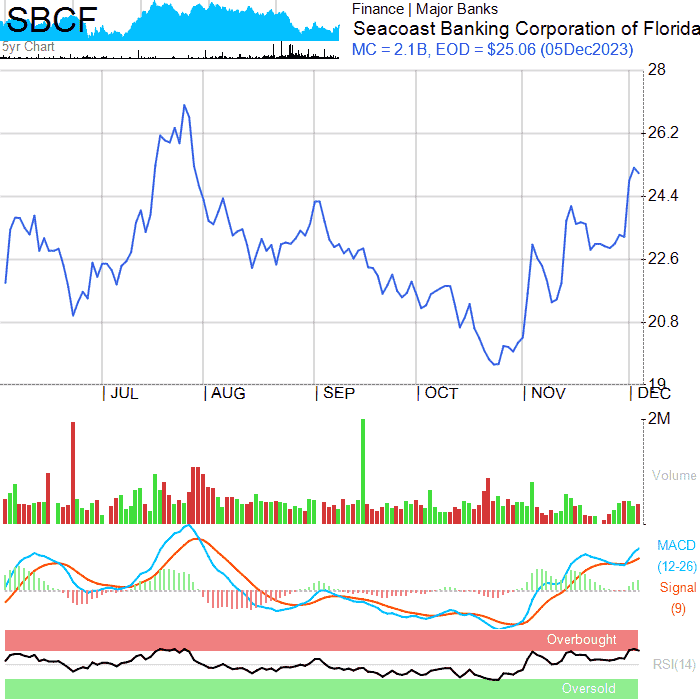 SBCF
5yr Chart
Finance | Major Banks
Seacoast Banking Corporation of Florida
MC = 2.1B, EOD = $25.06 (05Dec2023)
28
26.2
24.4
22.6
20.8
19
| JUL | AUG | SEP | OCT | NOV | DEC
2M
Volume
MACD
(12-26)
Signal
(9)
Overbought
RSI(14)
Oversold